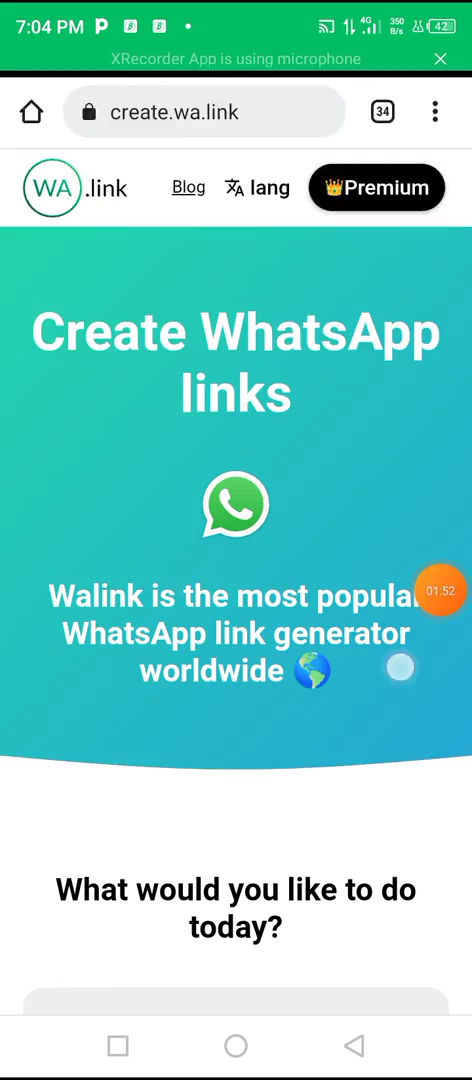 7:04 PM P B B • 4G 350 B/s 42
XRecorder App is using microphone
create.wa.link 34
WA .link Blog lang Premium
Create WhatsApp
links
Walink is the most popular
01:52
WhatsApp link generator
worldwide
What would you like to do
today?